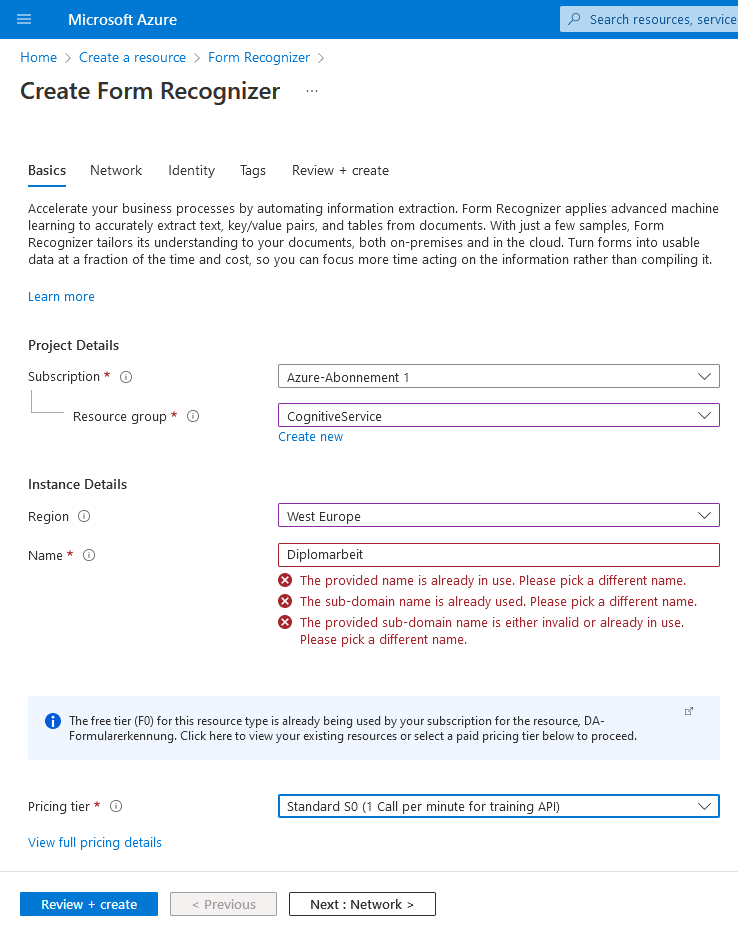 Microsoft Azure
Search resources, service
Home > Create a resource > Form Recognizer >
Create Form Recognizer ...
Basics Network Identity Tags Review + create
Accelerate your business processes by automating information extraction. Form Recognizer applies advanced machine
learning to accurately extract text, key/value pairs, and tables from documents. With just a few samples, Form
Recognizer tailors its understanding to your documents, both on-premises and in the cloud. Turn forms into usable
data at a fraction of the time and cost, so you can focus more time acting on the information rather than compiling it.
Learn more
Project Details
Subscription * Azure-Abonnement 1
Resource group * CognitiveService
Create new
Instance Details
Region West Europe
Name * Diplomarbeit
The provided name is already in use. Please pick a different name.
The sub-domain name is already used. Please pick a different name.
The provided sub-domain name is either invalid or already in use.
Please pick a different name.
The free tier (F0) for this resource type is already being used by your subscription for the resource, DA-
Formularerkennung. Click here to view your existing resources or select a paid pricing tier below to proceed.
Pricing tier * Standard S0 (1 Call per minute for training API)
View full pricing details
Review + create < Previous Next : Network >